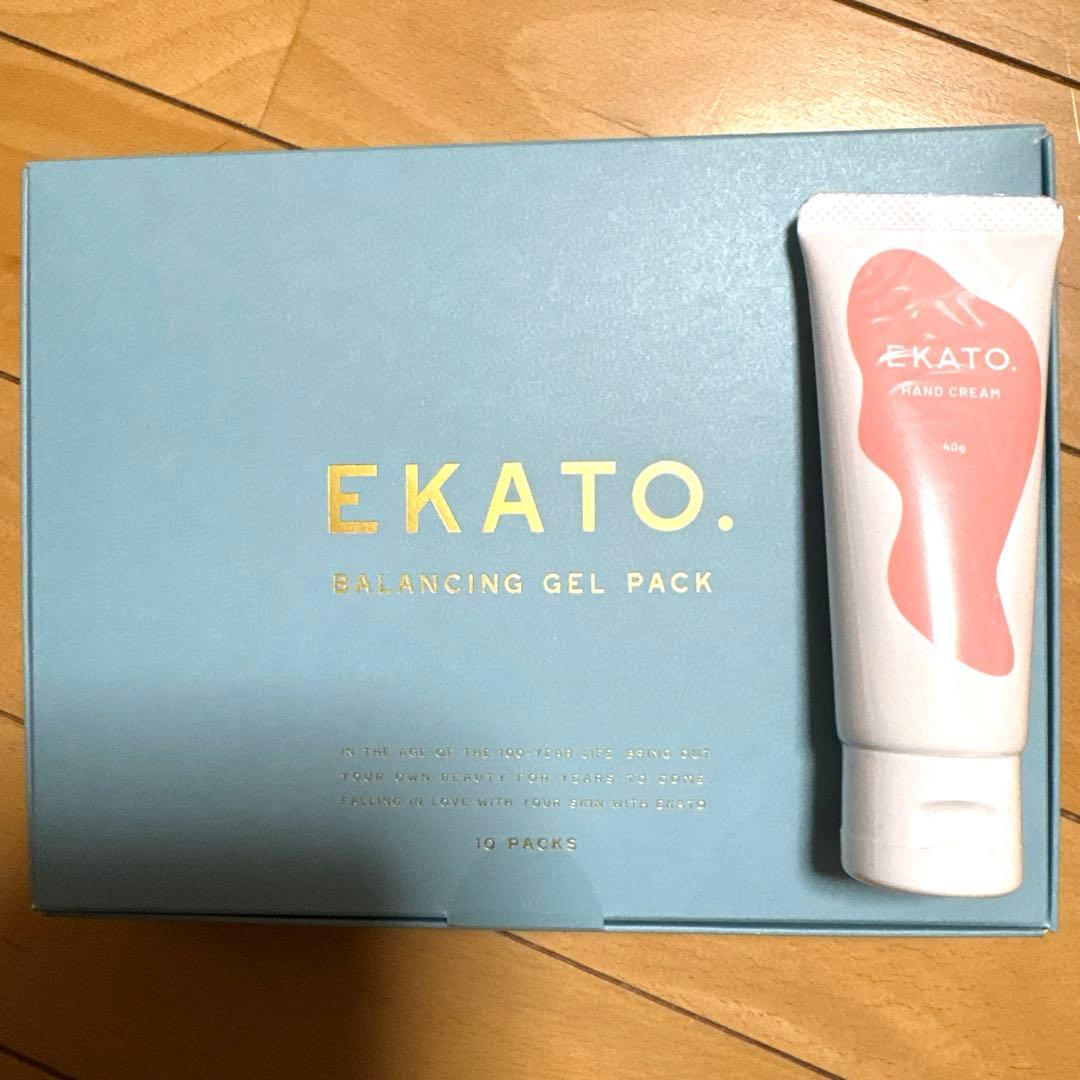 EKATO.
BALANCING GEL PACK
IN THE AGE OF THE 100-YEAR LIFE, BRING OUT
YOUR OWN BEAUTY FOR YEARS TO COME.
FALLING IN LOVE WITH YOUR SKIN WITH EKATO.
10 PACKS
EKATO.
HAND CREAM
40g